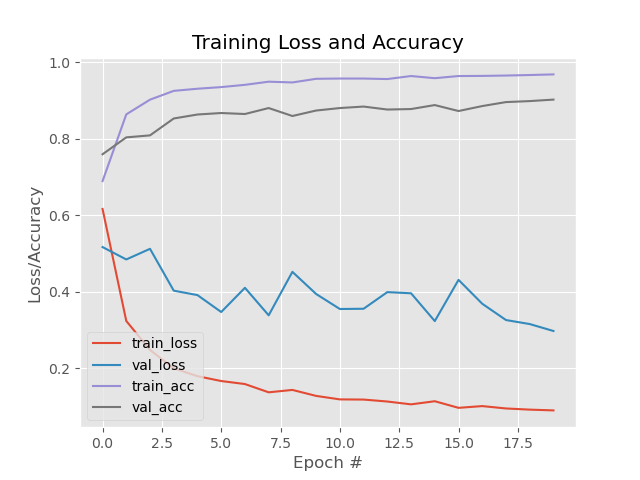 Training Loss and Accuracy
1.0
0.8
0.6
0.4
0.2
Loss/Accuracy
train_loss
val_loss
train_acc
val_acc
0.0 2.5 5.0 7.5 10.0 12.5 15.0 17.5
Epoch #